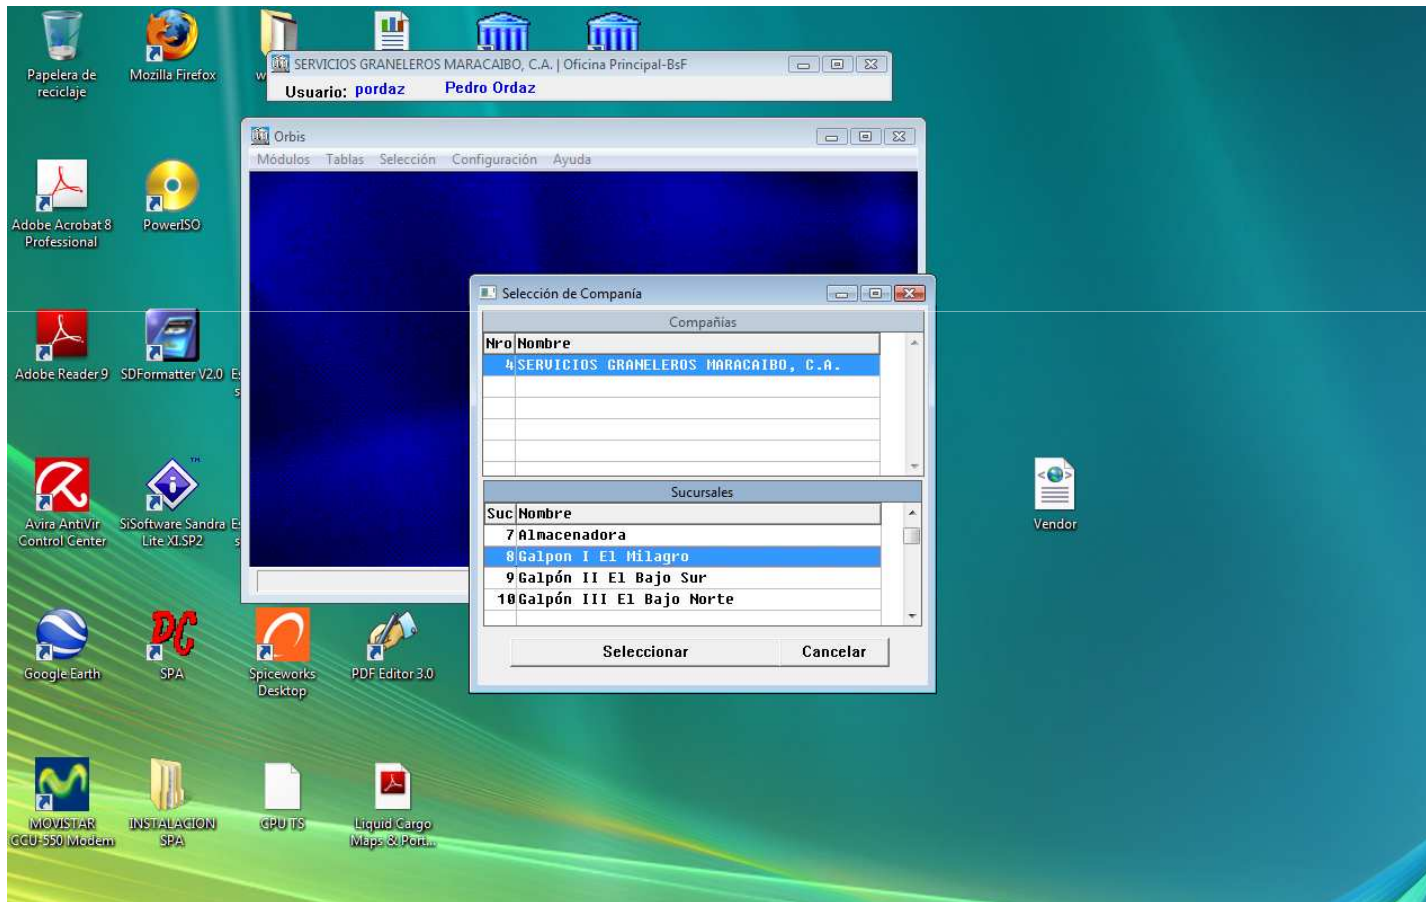 SERVICIOS GRANELEROS MARACAIBO, C.A. | Oficina Principal-BsF
Usuario: pordaz Pedro Ordaz
Papelera de reciclaje
Mozilla Firefox
Orbis
Módulos Tablas Selección Configuración Ayuda
Adobe Acrobat 8 Professional
PowerISO
Selección de Compañía
Compañias
Nro Nombre
4 SERVICIOS GRANELEROS MARACAIBO, C.A.
Adobe Reader 9
SDFormatter V2.0
Sucursales
Suc Nombre
7 Almacenadora
8 Galpon I El Milagro
9 Galpón II El Bajo Sur
10 Galpón III El Bajo Norte
Avira AntiVir Control Center
SiSoftware Sandra Lite XI.SP2
Vendor
Seleccionar Cancelar
Google Earth
DC
SPA
Spiceworks Desktop
PDF Editor 3.0
MOVISTAR CCU-550 Modem
INSTALACION SPA
CPU TS
Liquid Cargo Maps & Port...